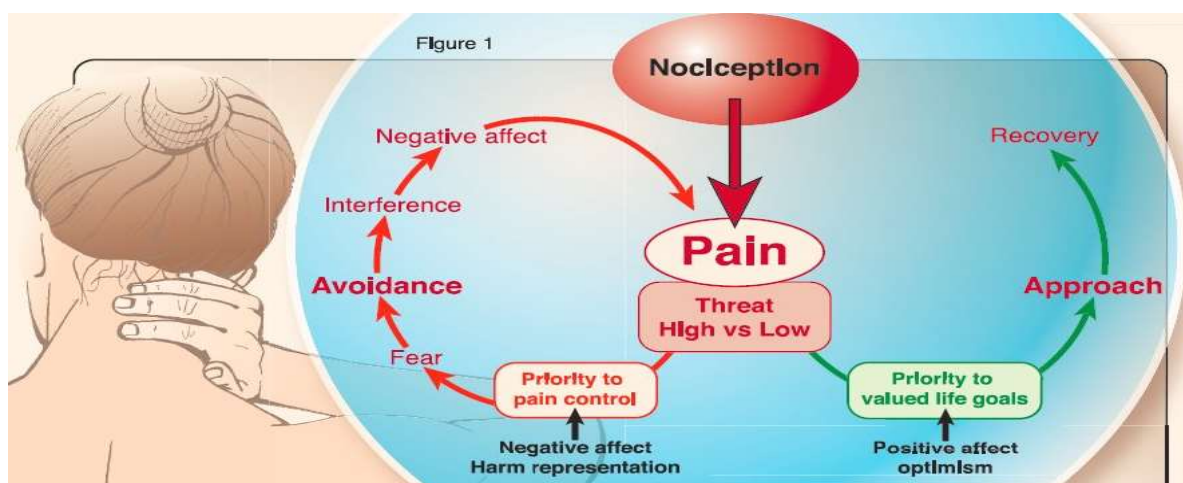 Figure 1
Nociception
Negative affect
Recovery
Interference
Pain
Avoidance
Threat
High vs Low
Approach
Fear
Priority to
pain control
Priority to
valued life goals
Negative affect
Harm representation
Positive affect
optimism